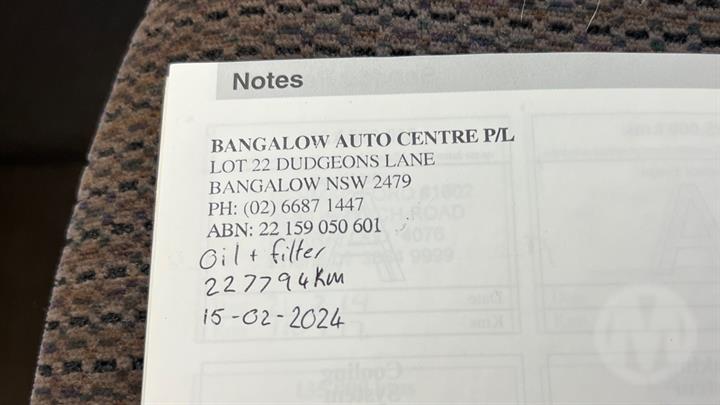 Notes
BANGALOW AUTO CENTRE P/L
LOT 22 DUDGEONS LANE
BANGALOW NSW 2479
PH: (02) 6687 1447
ABN: 22 159 050 601
Oil + filter
227794km
15-02-2024